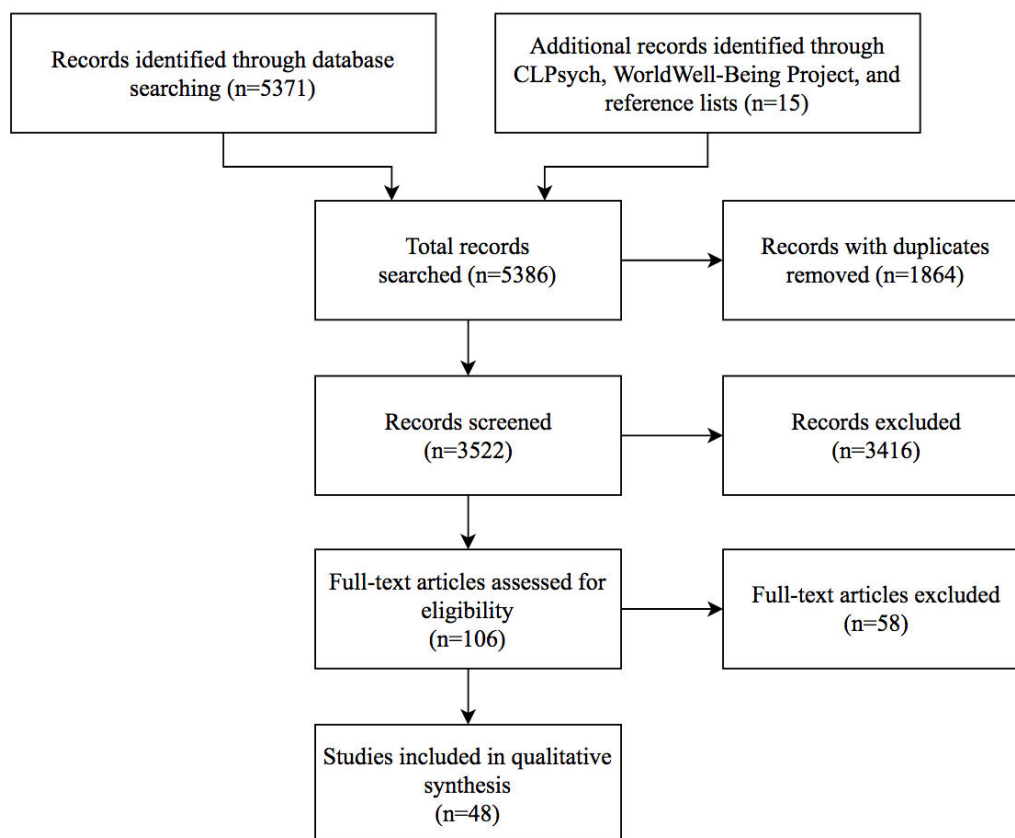 Records identified through database
searching (n=5371)
Additional records identified through
CLPsych, WorldWell-Being Project, and
reference lists (n=15)
Total records
searched (n=5386)
Records with duplicates
removed (n=1864)
Records screened
(n=3522)
Records excluded
(n=3416)
Full-text articles assessed for
eligibility
(n=106)
Full-text articles excluded
(n=58)
Studies included in qualitative
synthesis
(n=48)